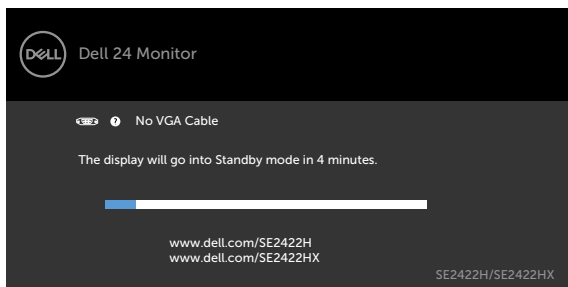 DELL
Dell 24 Monitor
? No VGA Cable
The display will go into Standby mode in 4 minutes.
www.dell.com/SE2422H
www.dell.com/SE2422HX
SE2422H/SE2422HX